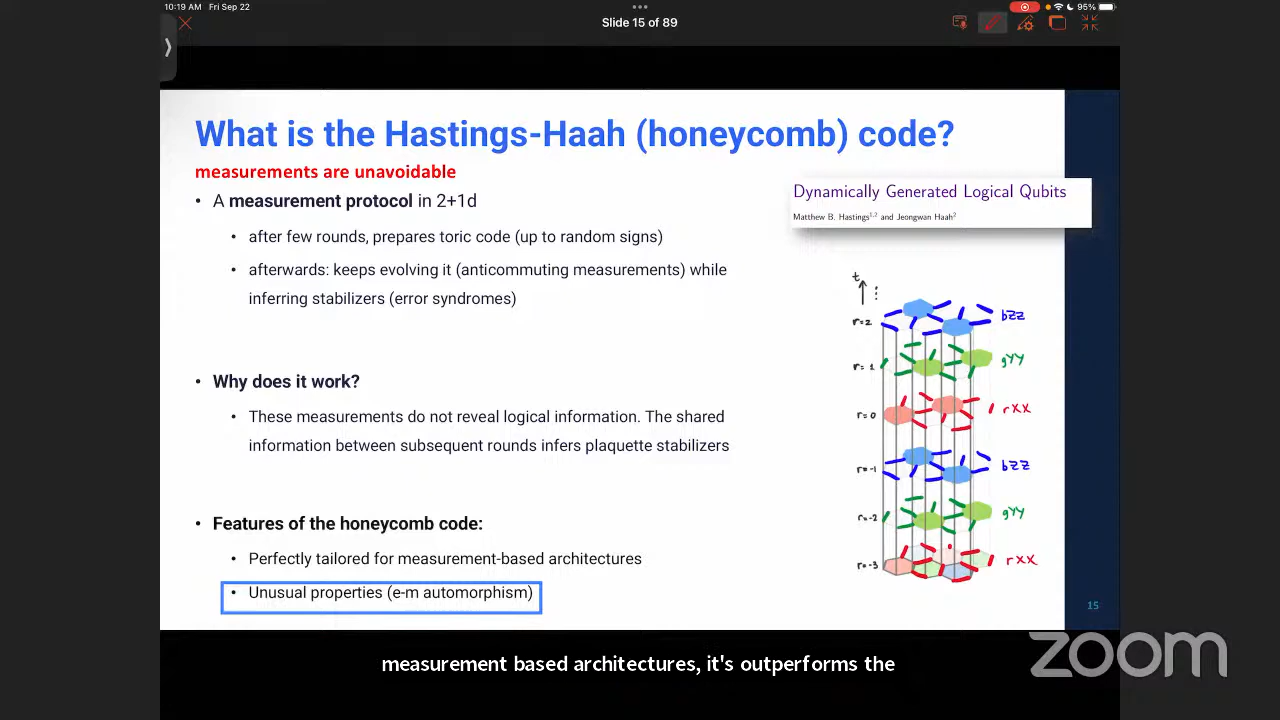 10:19 AM Fri Sep 22
95%
Slide 15 of 89
What is the Hastings-Haah (honeycomb) code?
measurements are unavoidable
• A measurement protocol in 2+1d
• after few rounds, prepares toric code (up to random signs)
• afterwards: keeps evolving it (anticommuting measurements) while
inferring stabilizers (error syndromes)
• Why does it work?
• These measurements do not reveal logical information. The shared
information between subsequent rounds infers plaquette stabilizers
• Features of the honeycomb code:
• Perfectly tailored for measurement-based architectures
• Unusual properties (e-m automorphism)
Dynamically Generated Logical Qubits
Matthew B. Hastings1,2 and Jeongwan Haah2
t
r=2 bZZ
r=1 gYY
r=0 rXX
r=-1 bZZ
r=-2 gYY
r=-3 rXX
15
measurement based architectures, it's outperforms the
zoom